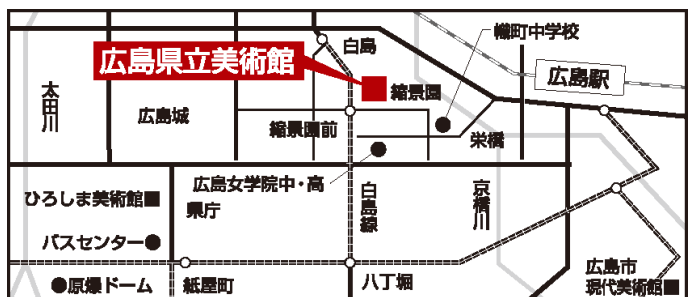 白島
幟町中学校
広島県立美術館
広島駅
太田川
縮景園
広島城
縮景園前
栄橋
広島女学院中・高
県庁
白島線
京橋川
ひろしま美術館
バスセンター
原爆ドーム
紙屋町
八丁堀
広島市
現代美術館